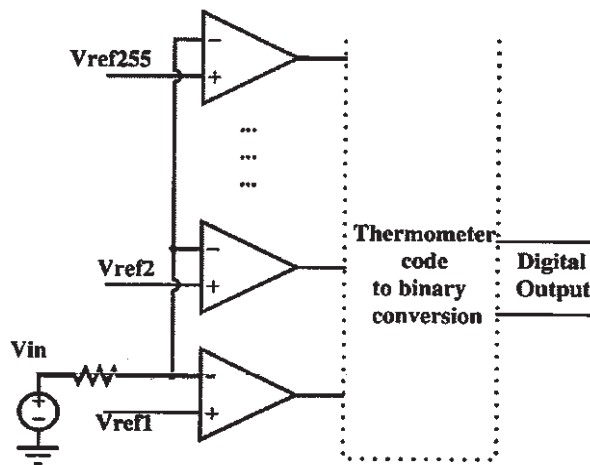 Vref255
...
...
...
Vref2
Thermometer
code
to binary
conversion
Digital
Output
Vin
Vref1